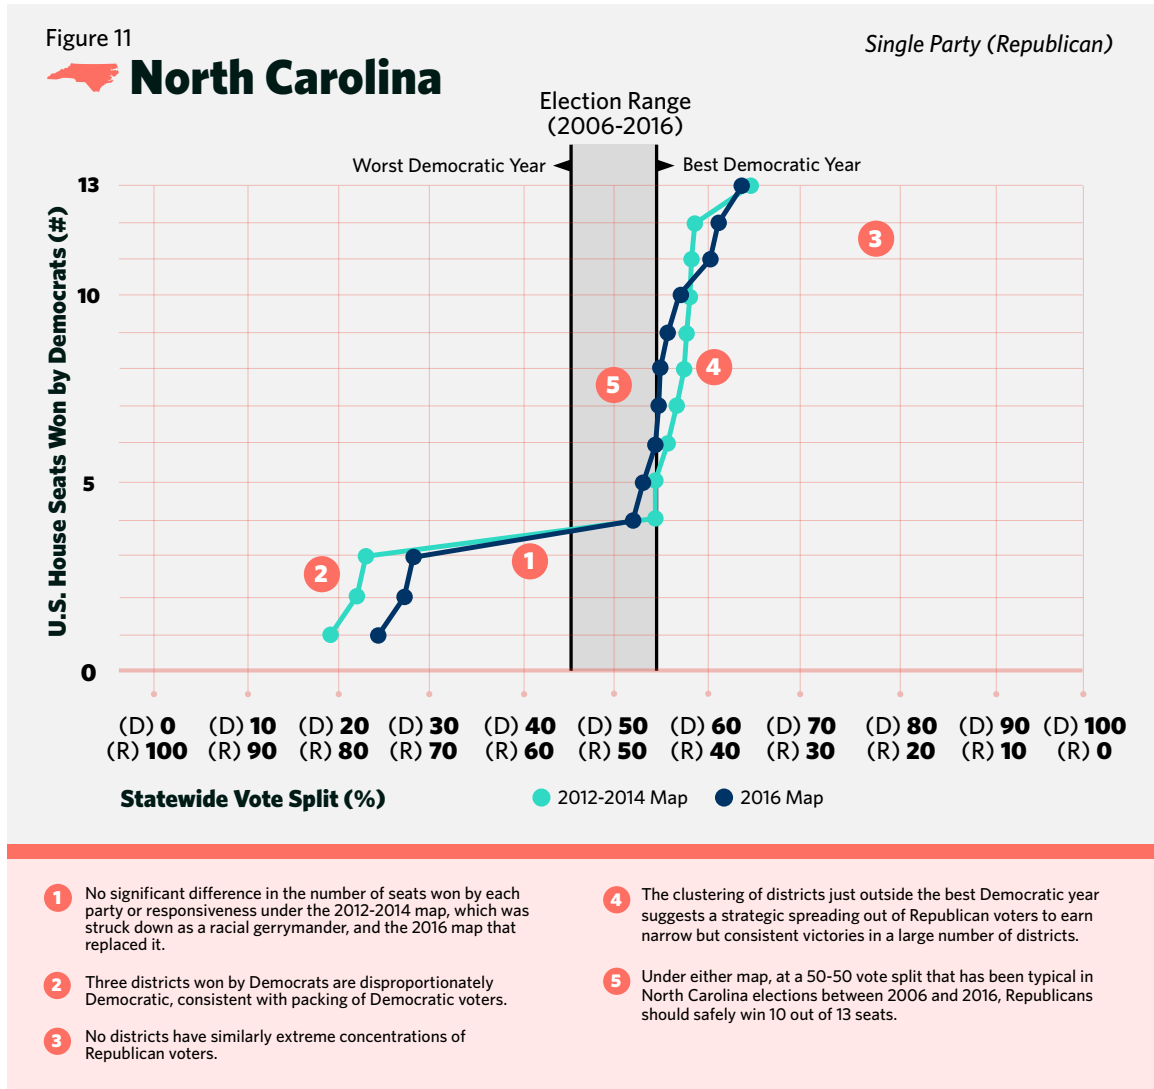 Figure 11
Single Party (Republican)
North Carolina
Election Range
(2006-2016)
Worst Democratic Year
Best Democratic Year
U.S. House Seats Won by Democrats (#)
13
10
5
0
3
4
5
1
2
(D) 0
(R) 100
(D) 10
(R) 90
(D) 20
(R) 80
(D) 30
(R) 70
(D) 40
(R) 60
(D) 50
(R) 50
(D) 60
(R) 40
(D) 70
(R) 30
(D) 80
(R) 20
(D) 90
(R) 10
(D) 100
(R) 0
Statewide Vote Split (%)
2012-2014 Map
2016 Map
1
No significant difference in the number of seats won by each
party or responsiveness under the 2012-2014 map, which was
struck down as a racial gerrymander, and the 2016 map that
replaced it.
2
Three districts won by Democrats are disproportionately
Democratic, consistent with packing of Democratic voters.
3
No districts have similarly extreme concentrations of
Republican voters.
4
The clustering of districts just outside the best Democratic year
suggests a strategic spreading out of Republican voters to earn
narrow but consistent victories in a large number of districts.
5
Under either map, at a 50-50 vote split that has been typical in
North Carolina elections between 2006 and 2016, Republicans
should safely win 10 out of 13 seats.